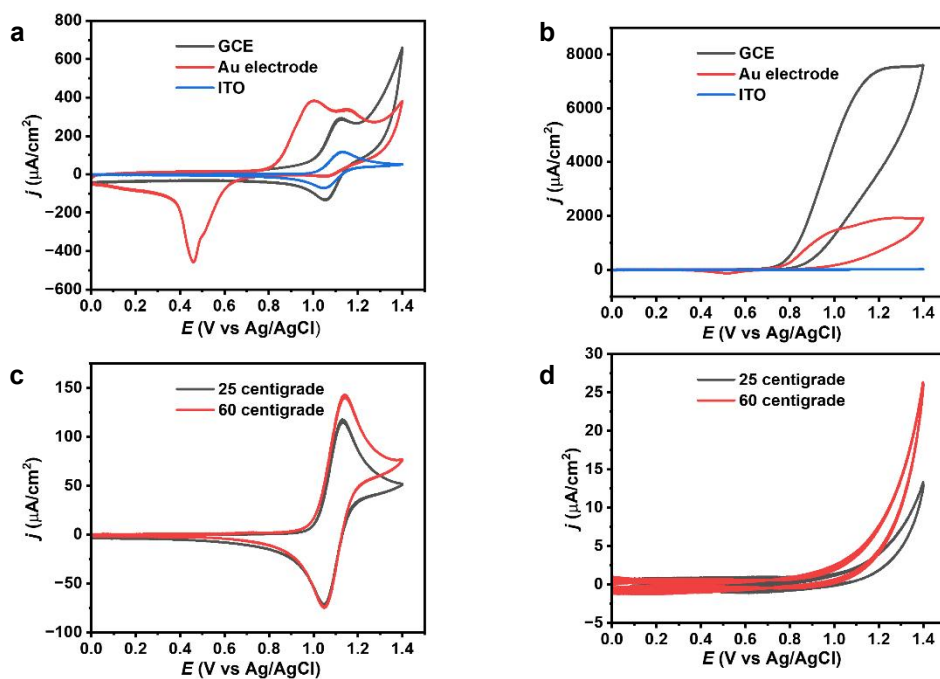 a
800
600
400
200
0
−200
−400
−600
j (μA/cm²)
GCE
Au electrode
ITO
0.0 0.2 0.4 0.6 0.8 1.0 1.2 1.4
E (V vs Ag/AgCl)
b
8000
6000
4000
2000
0
j (μA/cm²)
GCE
Au electrode
ITO
0.0 0.2 0.4 0.6 0.8 1.0 1.2 1.4
E (V vs Ag/AgCl)
c
150
100
50
0
−50
−100
j (μA/cm²)
25 centigrade
60 centigrade
0.0 0.2 0.4 0.6 0.8 1.0 1.2 1.4
E (V vs Ag/AgCl)
d
30
25
20
15
10
5
0
−5
j (μA/cm²)
25 centigrade
60 centigrade
0.0 0.2 0.4 0.6 0.8 1.0 1.2 1.4
E (V vs Ag/AgCl)